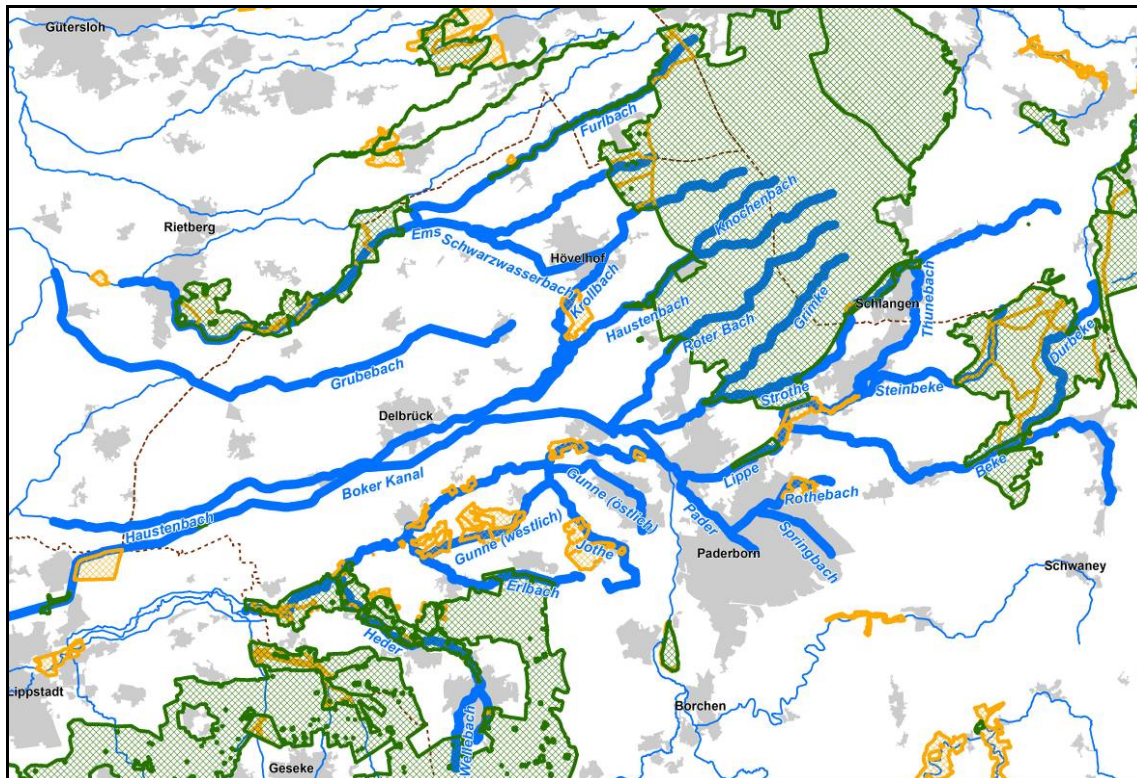 Gütersloh
Furlbach
Rietberg
Ems
Schwarzwasserbach
Hövelhof
Knochenbach
Krollbach
Haustenbach
Roter Bach
Grimke
Schlangen
Thunebach
Durbeke
Grubebach
Strothe
Steinbeke
Delbrück
Boker Kanal
Lippe
Beke
Haustenbach
Gunne (östlich)
Rothebach
Pader
Gunne (westlich)
Jothe
Paderborn
Springbach
Schwaney
Erlbach
Heder
ippstadt
Borchen
Wellebach
Geseke